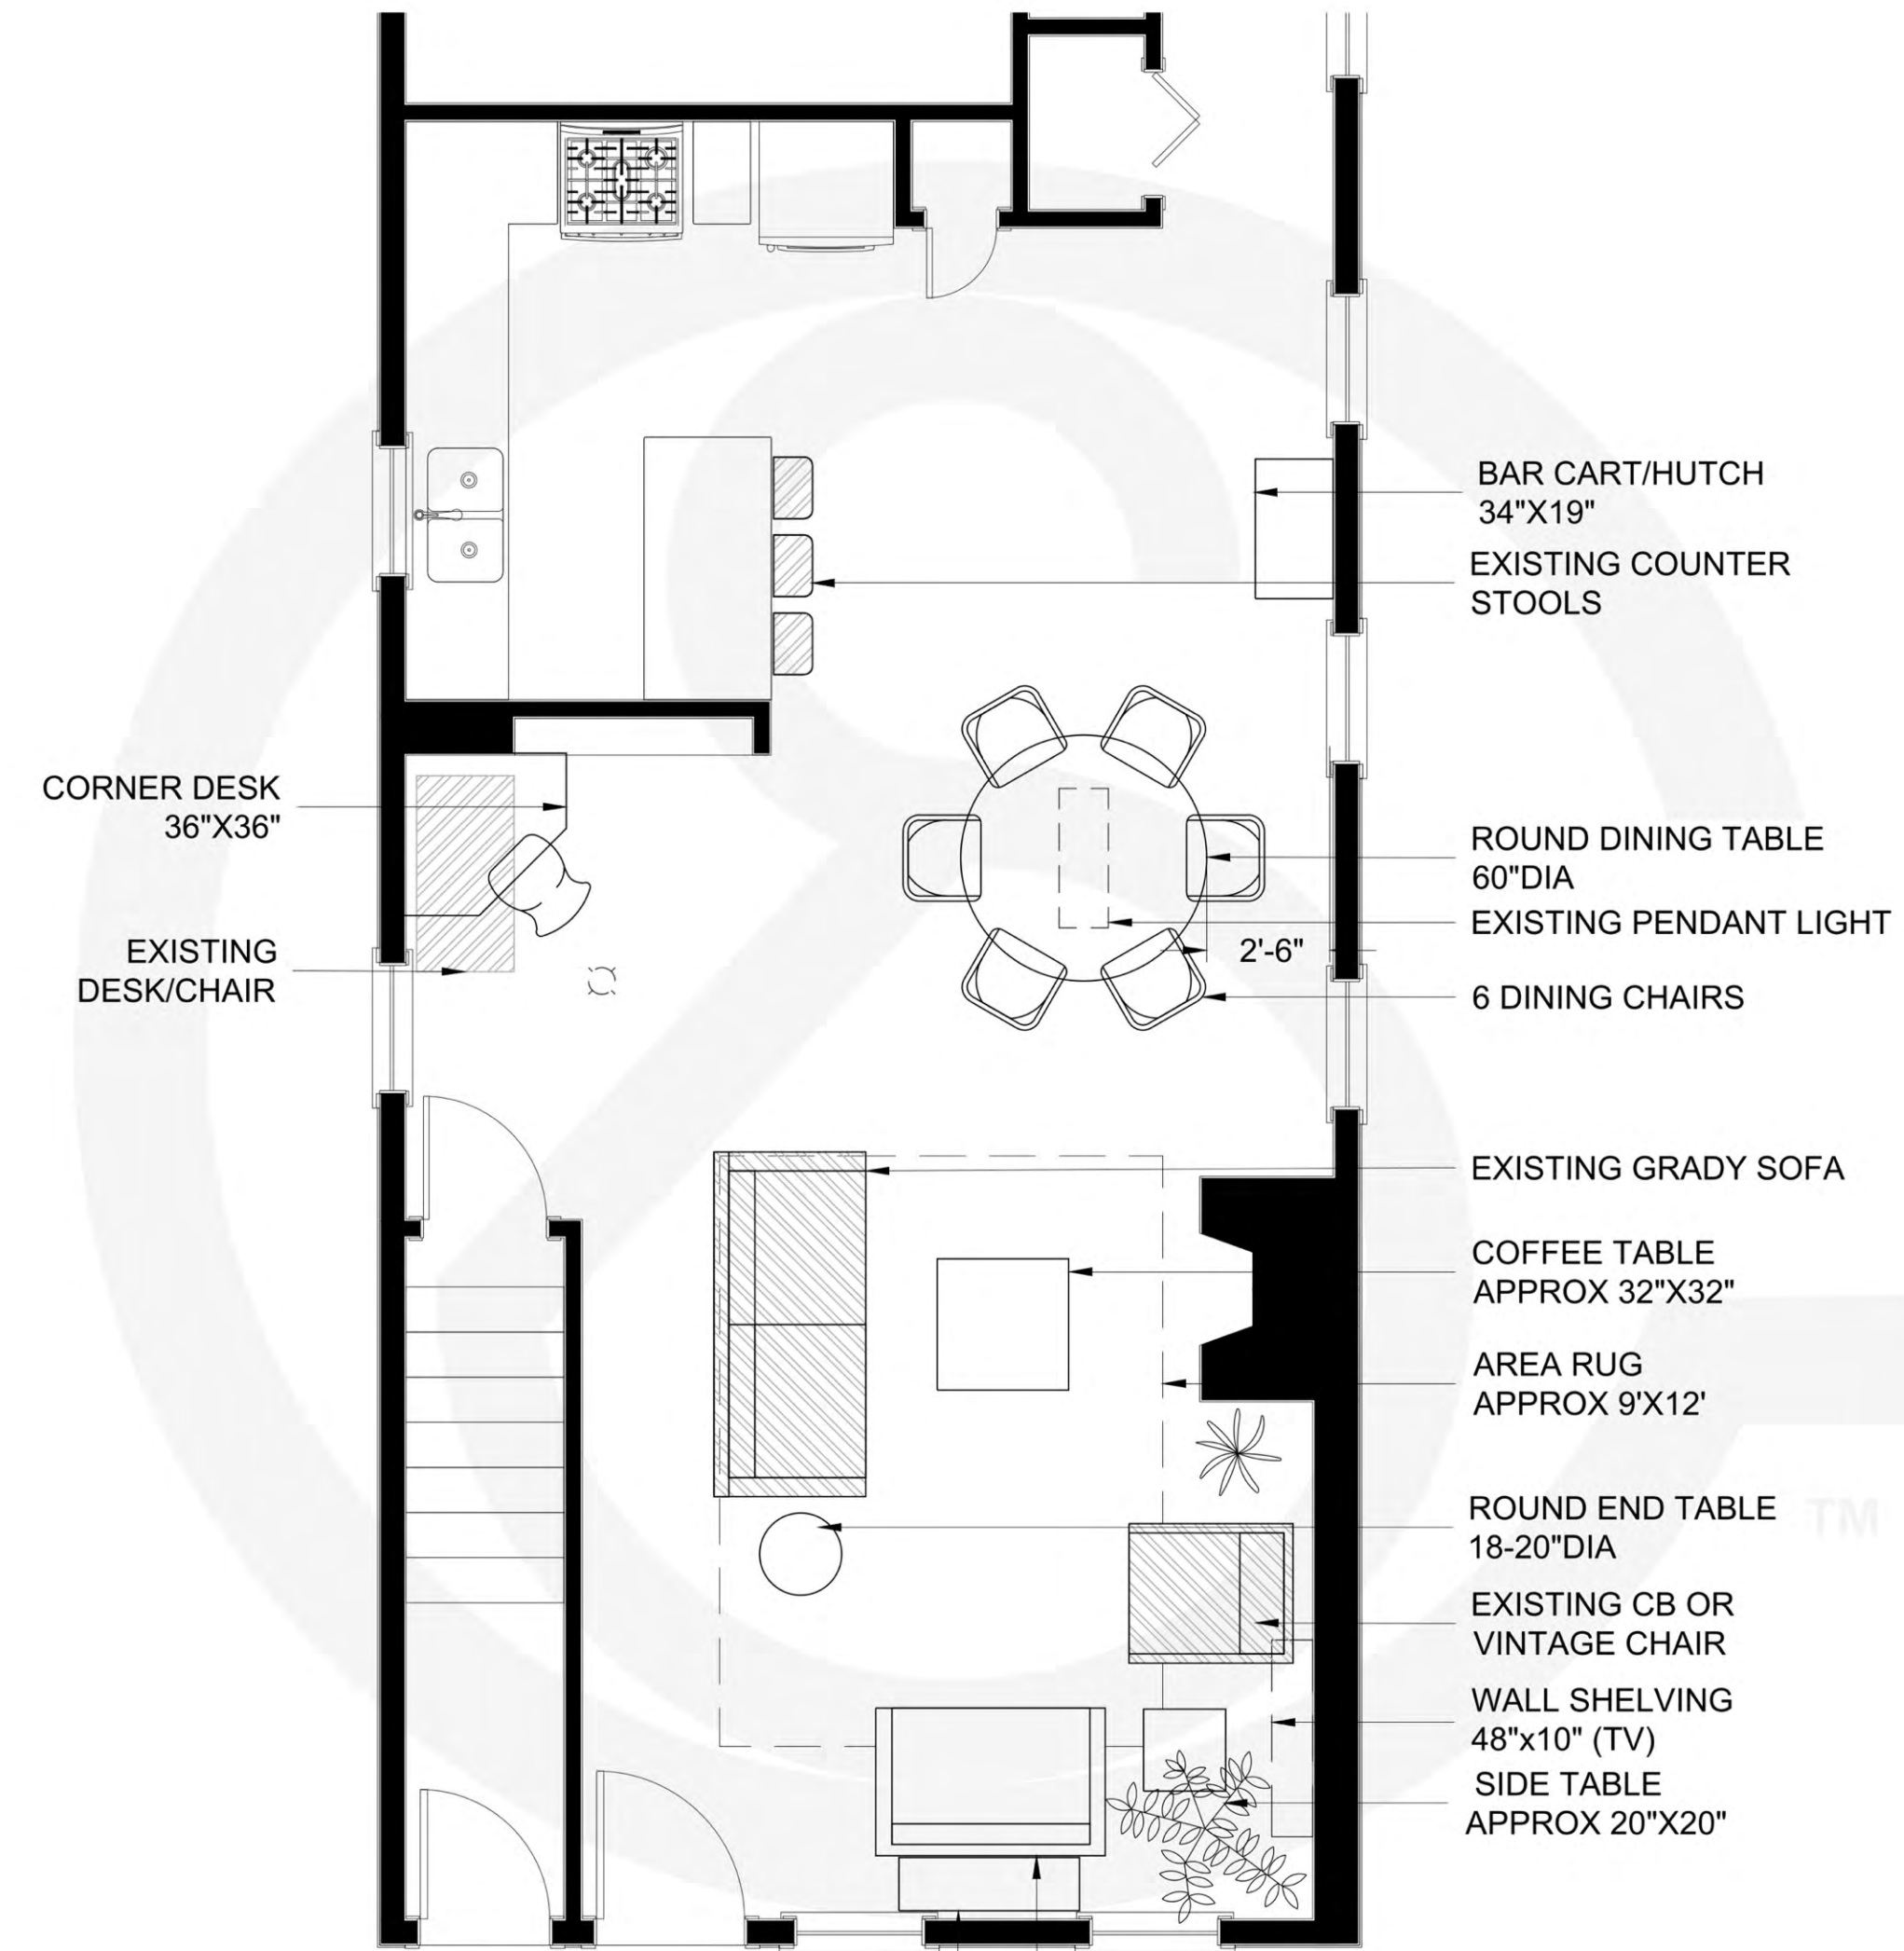 BAR CART/HUTCH
34"X19"
EXISTING COUNTER
STOOLS
CORNER DESK
36"X36"
ROUND DINING TABLE
60"DIA
EXISTING PENDANT LIGHT
EXISTING
DESK/CHAIR
2'-6"
6 DINING CHAIRS
EXISTING GRADY SOFA
COFFEE TABLE
APPROX 32"X32"
AREA RUG
APPROX 9'X12'
ROUND END TABLE
18-20"DIA
TM
EXISTING CB OR
VINTAGE CHAIR
WALL SHELVING
48"x10" (TV)
SIDE TABLE
APPROX 20"X20"